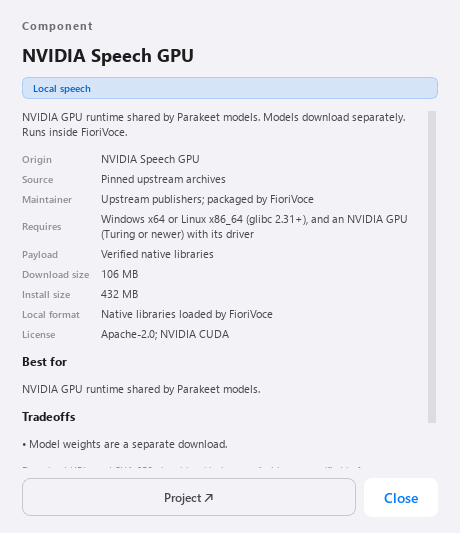 Component
NVIDIA Speech GPU
Local speech
NVIDIA GPU runtime shared by Parakeet models. Models download separately.
Runs inside FioriVoce.
Origin NVIDIA Speech GPU
Source Pinned upstream archives
Maintainer Upstream publishers; packaged by FioriVoce
Requires Windows x64 or Linux x86_64 (glibc 2.31+), and an NVIDIA GPU
(Turing or newer) with its driver
Payload Verified native libraries
Download size 106 MB
Install size 432 MB
Local format Native libraries loaded by FioriVoce
License Apache-2.0; NVIDIA CUDA
Best for
NVIDIA GPU runtime shared by Parakeet models.
Tradeoffs
• Model weights are a separate download.
Project ↗
Close